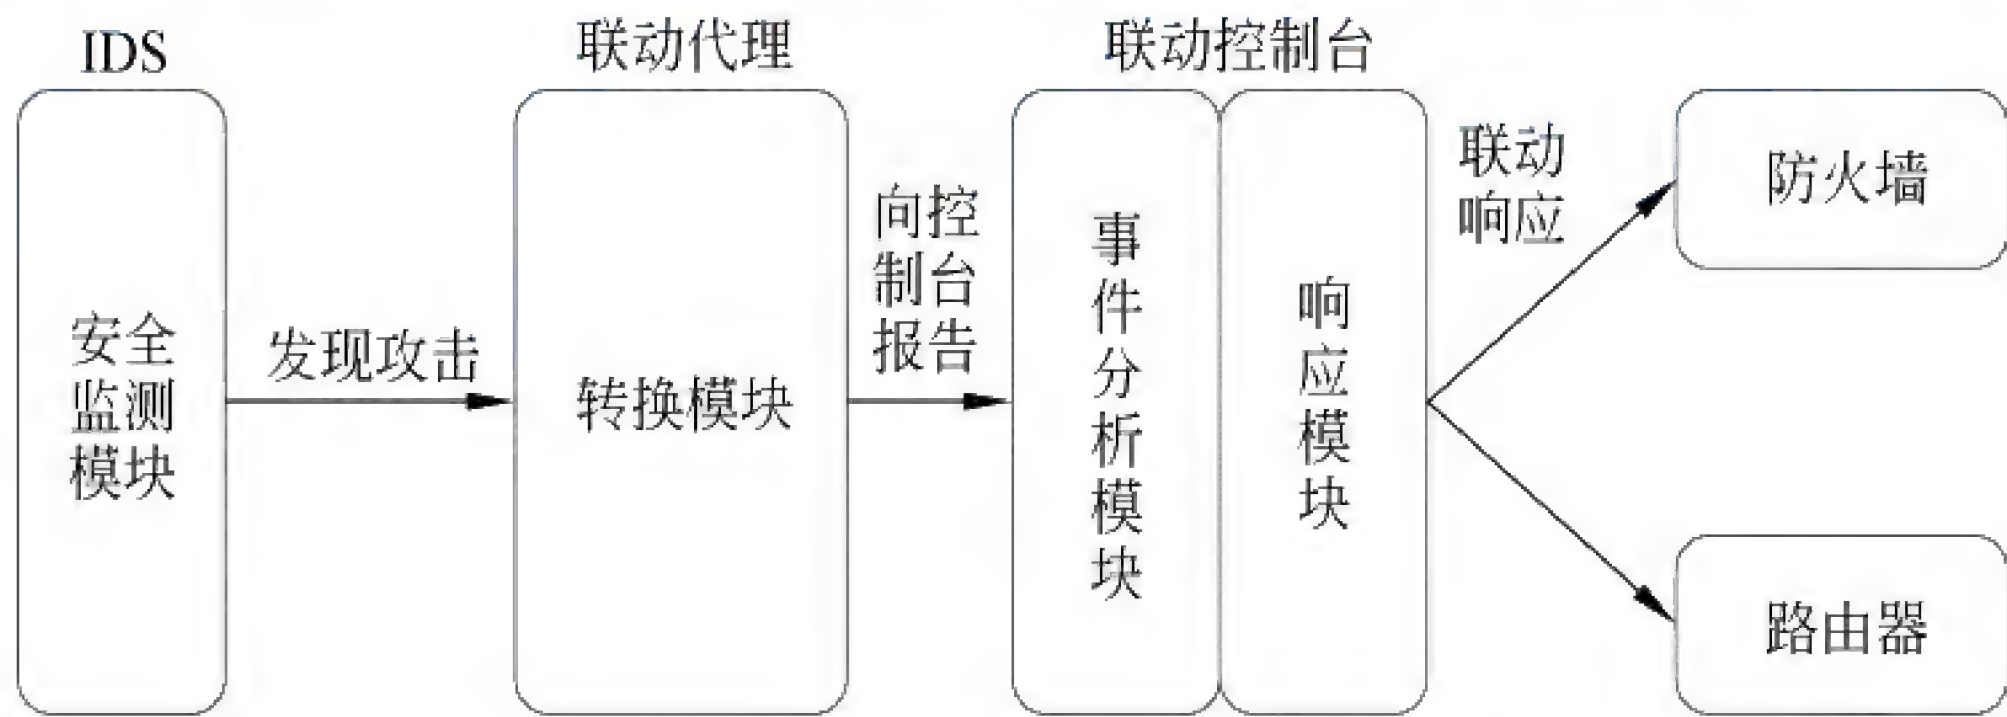 IDS
联动代理
联动控制台
安全
监测
模块
发现攻击
转换模块
向控
制台
报告
事件分析模块
响应模块
联动
响应
防火墙
路由器